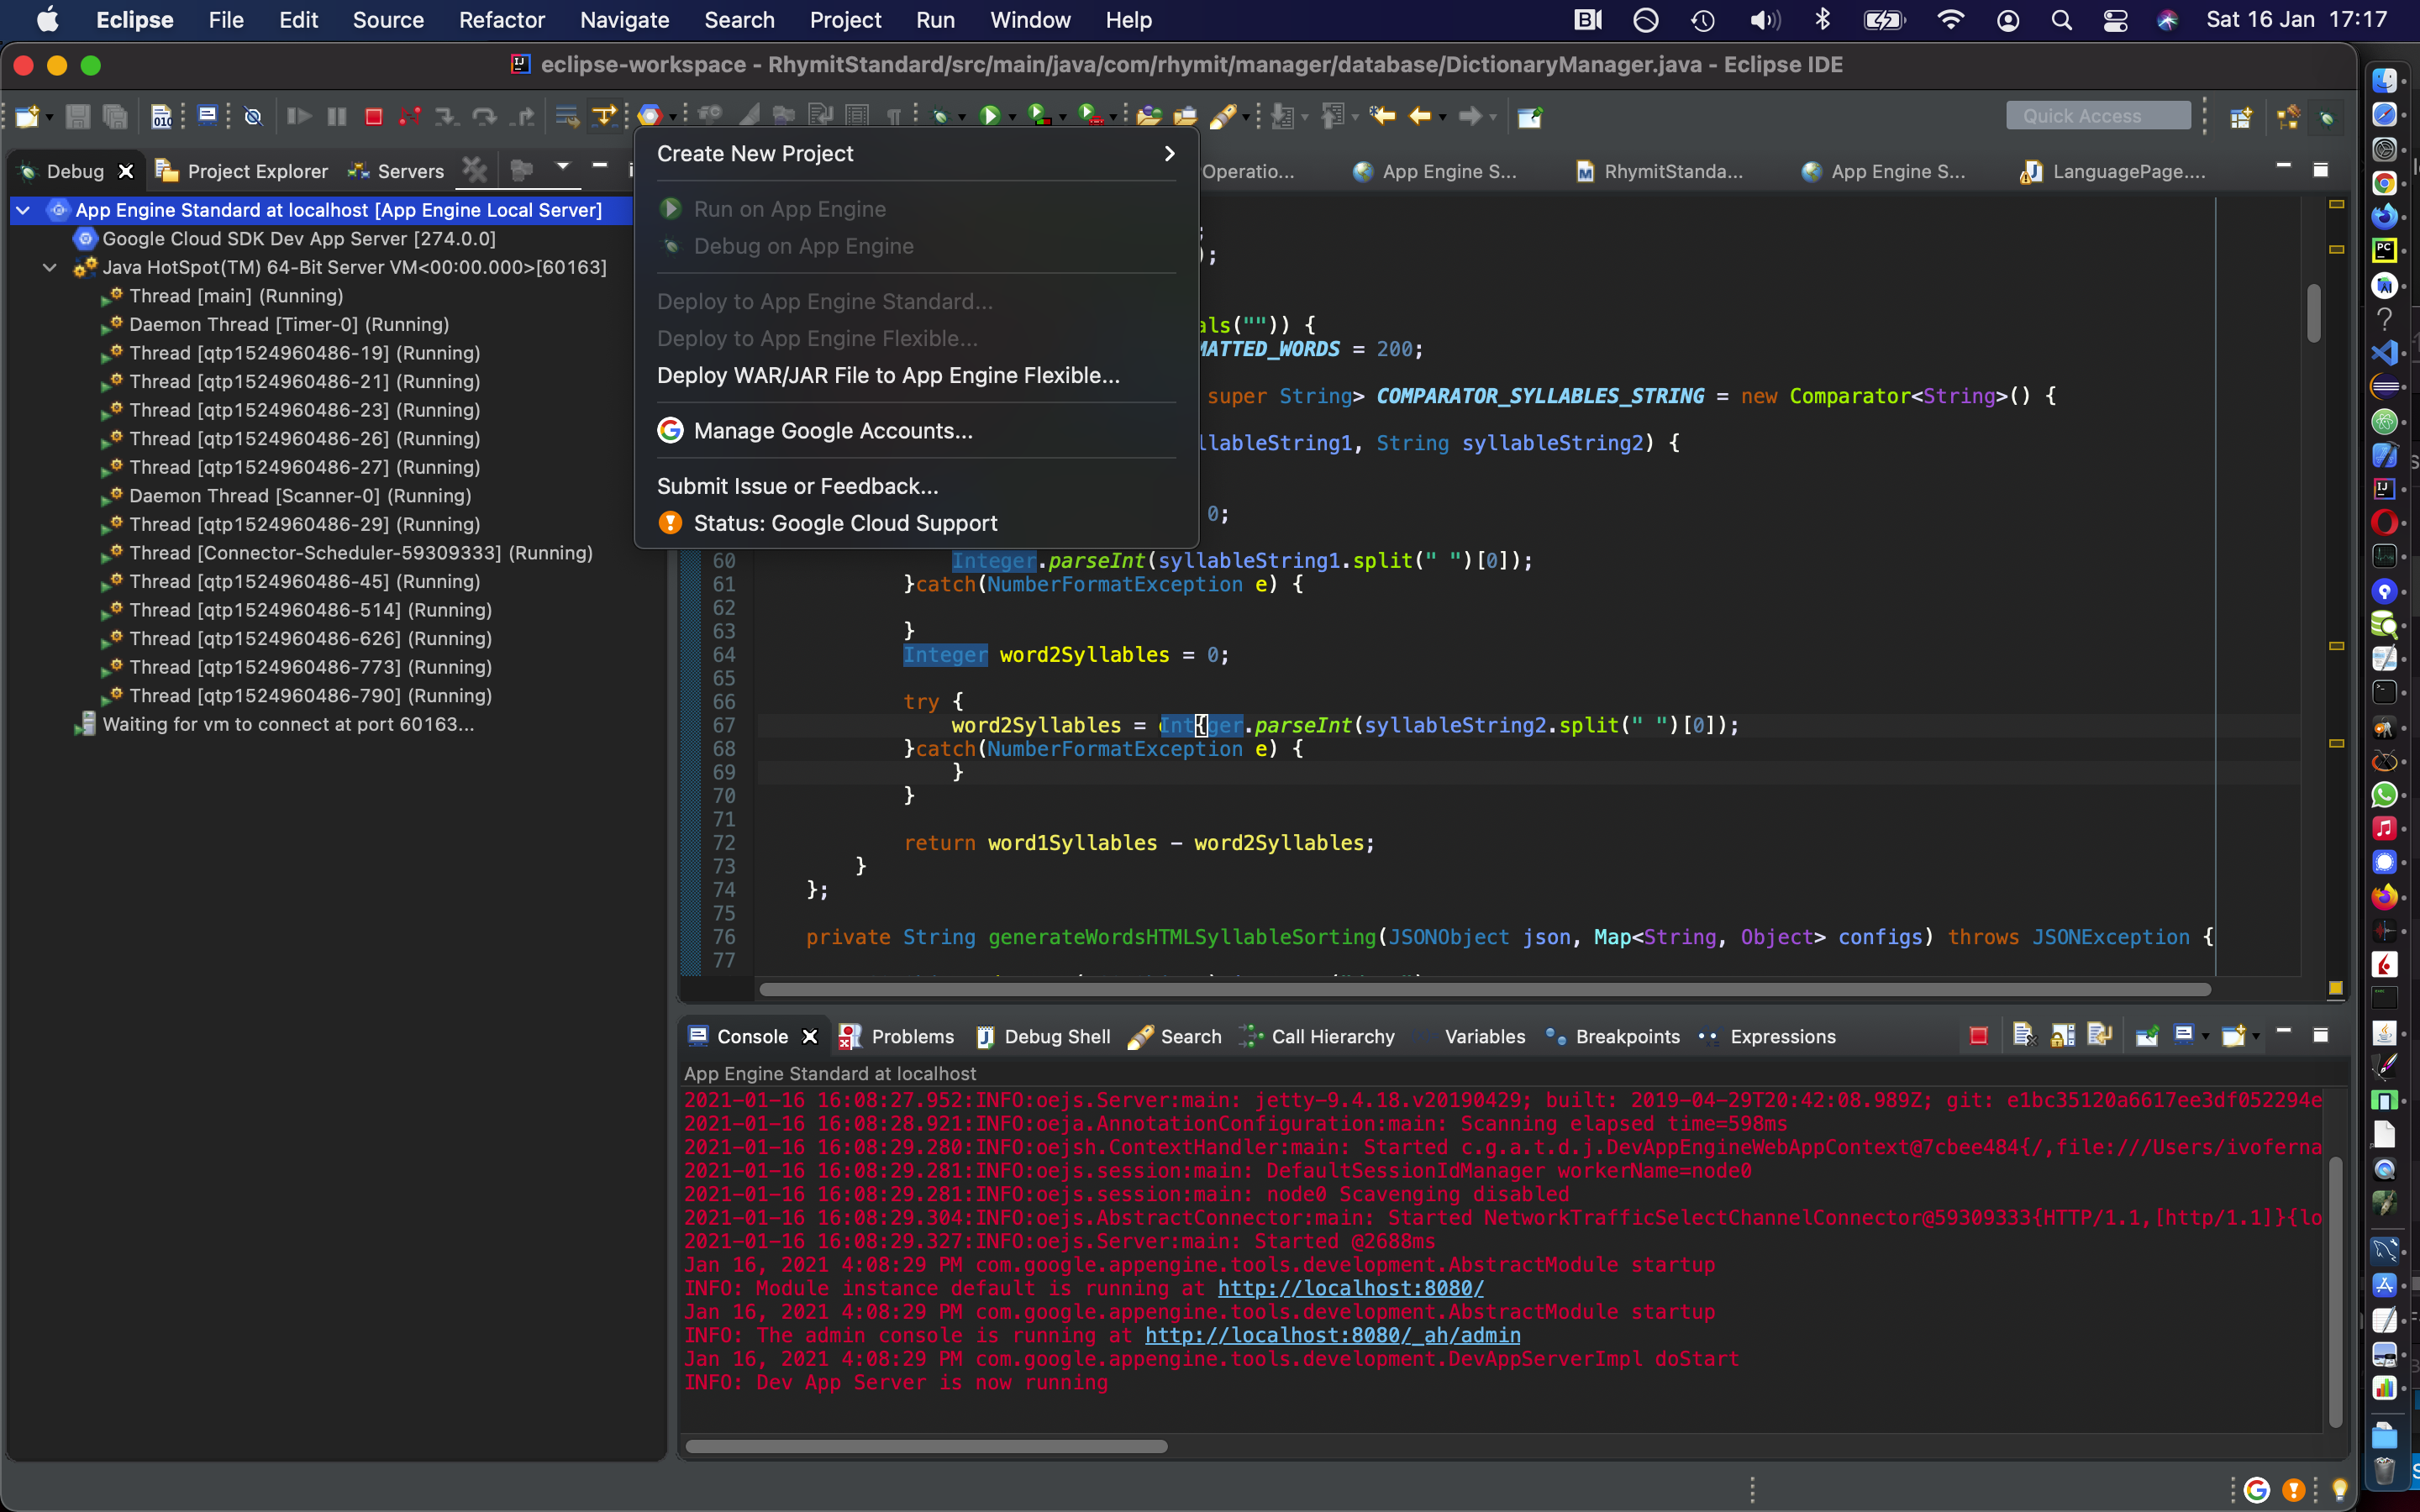 Eclipse File Edit Source Refactor Navigate Search Project Run Window Help Sat 16 Jan 17:17
eclipse-workspace - RhymitStandard/src/main/java/com/rhymit/manager/database/DictionaryManager.java - Eclipse IDE
Quick Access
Debug Project Explorer Servers
Operatio... App Engine S... RhymitStanda... App Engine S... LanguagePage....
App Engine Standard at localhost [App Engine Local Server]
Google Cloud SDK Dev App Server [274.0.0]
Java HotSpot(TM) 64-Bit Server VM<00:00.000>[60163]
Thread [main] (Running)
Daemon Thread [Timer-0] (Running)
Thread [qtp1524960486-19] (Running)
Thread [qtp1524960486-21] (Running)
Thread [qtp1524960486-23] (Running)
Thread [qtp1524960486-26] (Running)
Thread [qtp1524960486-27] (Running)
Daemon Thread [Scanner-0] (Running)
Thread [qtp1524960486-29] (Running)
Thread [Connector-Scheduler-59309333] (Running)
Thread [qtp1524960486-45] (Running)
Thread [qtp1524960486-514] (Running)
Thread [qtp1524960486-626] (Running)
Thread [qtp1524960486-773] (Running)
Thread [qtp1524960486-790] (Running)
Waiting for vm to connect at port 60163...
Create New Project
Run on App Engine
Debug on App Engine
Deploy to App Engine Standard...
Deploy to App Engine Flexible...
Deploy WAR/JAR File to App Engine Flexible...
Manage Google Accounts...
Submit Issue or Feedback...
Status: Google Cloud Support
;
);
als("")) {
MATTED_WORDS = 200;
super String> COMPARATOR_SYLLABLES_STRING = new Comparator<String>() {
llableString1, String syllableString2) {
0;
60 Integer.parseInt(syllableString1.split(" ")[0]);
61 }catch(NumberFormatException e) {
62
63 }
64 Integer word2Syllables = 0;
65
66 try {
67 word2Syllables = Integer.parseInt(syllableString2.split(" ")[0]);
68 }catch(NumberFormatException e) {
69 }
70 }
71
72 return word1Syllables - word2Syllables;
73 }
74 };
75
76 private String generateWordsHTMLSyllableSorting(JSONObject json, Map<String, Object> configs) throws JSONException {
77
Console Problems Debug Shell Search Call Hierarchy Variables Breakpoints Expressions
App Engine Standard at localhost
2021-01-16 16:08:27.952:INFO:oejs.Server:main: jetty-9.4.18.v20190429; built: 2019-04-29T20:42:08.989Z; git: e1bc35120a6617ee3df052294e
2021-01-16 16:08:28.921:INFO:oeja.AnnotationConfiguration:main: Scanning elapsed time=598ms
2021-01-16 16:08:29.280:INFO:oejsh.ContextHandler:main: Started c.g.a.t.d.j.DevAppEngineWebAppContext@7cbee484{/,file:///Users/ivoferna
2021-01-16 16:08:29.281:INFO:oejs.session:main: DefaultSessionIdManager workerName=node0
2021-01-16 16:08:29.281:INFO:oejs.session:main: node0 Scavenging disabled
2021-01-16 16:08:29.304:INFO:oejs.AbstractConnector:main: Started NetworkTrafficSelectChannelConnector@59309333{HTTP/1.1,[http/1.1]}{lo
2021-01-16 16:08:29.327:INFO:oejs.Server:main: Started @2688ms
Jan 16, 2021 4:08:29 PM com.google.appengine.tools.development.AbstractModule startup
INFO: Module instance default is running at http://localhost:8080/
Jan 16, 2021 4:08:29 PM com.google.appengine.tools.development.AbstractModule startup
INFO: The admin console is running at http://localhost:8080/_ah/admin
Jan 16, 2021 4:08:29 PM com.google.appengine.tools.development.DevAppServerImpl doStart
INFO: Dev App Server is now running